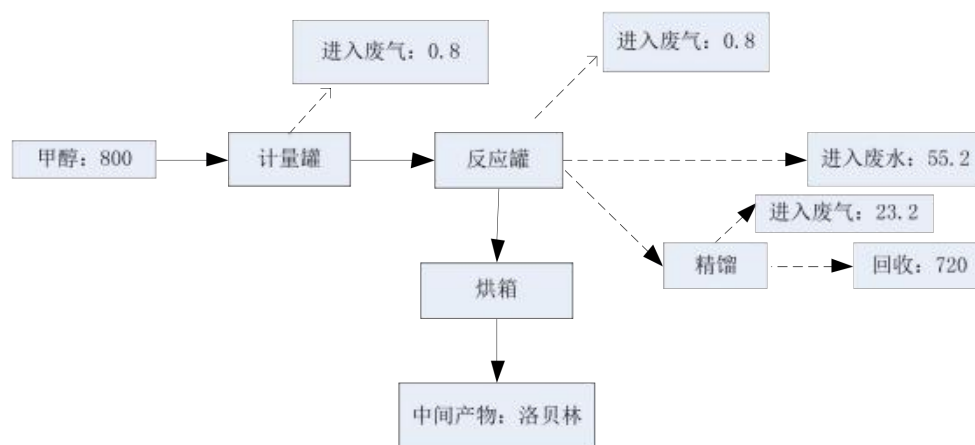 进入废气：0.8
进入废气：0.8
甲醇：800
计量罐
反应罐
进入废水：55.2
进入废气：23.2
精馏
回收：720
烘箱
中间产物：洛贝林